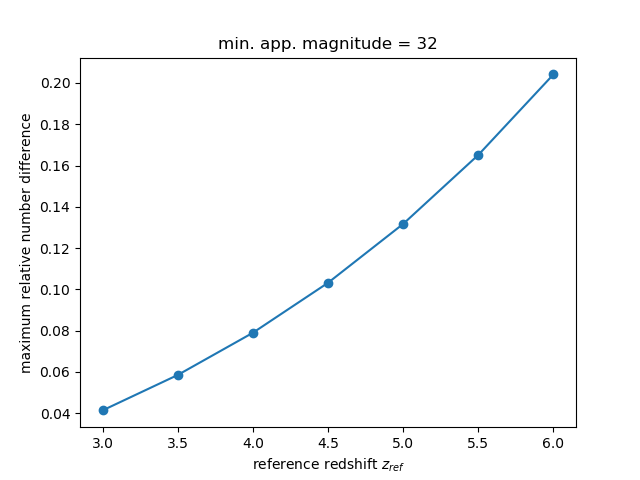 min. app. magnitude = 32
maximum relative number difference
0.20
0.18
0.16
0.14
0.12
0.10
0.08
0.06
0.04
3.0 3.5 4.0 4.5 5.0 5.5 6.0
reference redshift z_ref